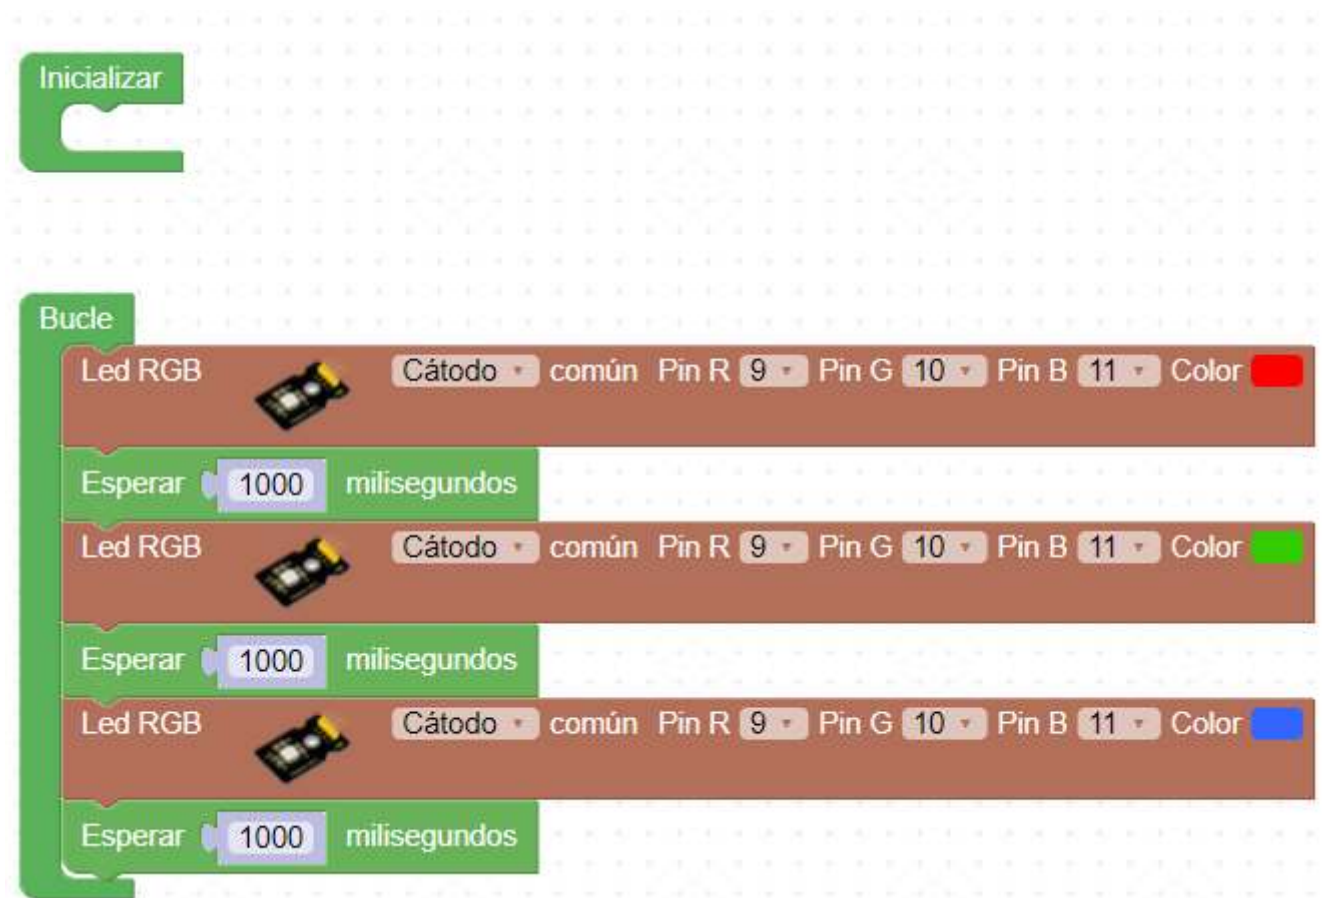 Inicializar
Bucle
Led RGB Cátodo común Pin R 9 Pin G 10 Pin B 11 Color
Esperar 1000 milisegundos
Led RGB Cátodo común Pin R 9 Pin G 10 Pin B 11 Color
Esperar 1000 milisegundos
Led RGB Cátodo común Pin R 9 Pin G 10 Pin B 11 Color
Esperar 1000 milisegundos